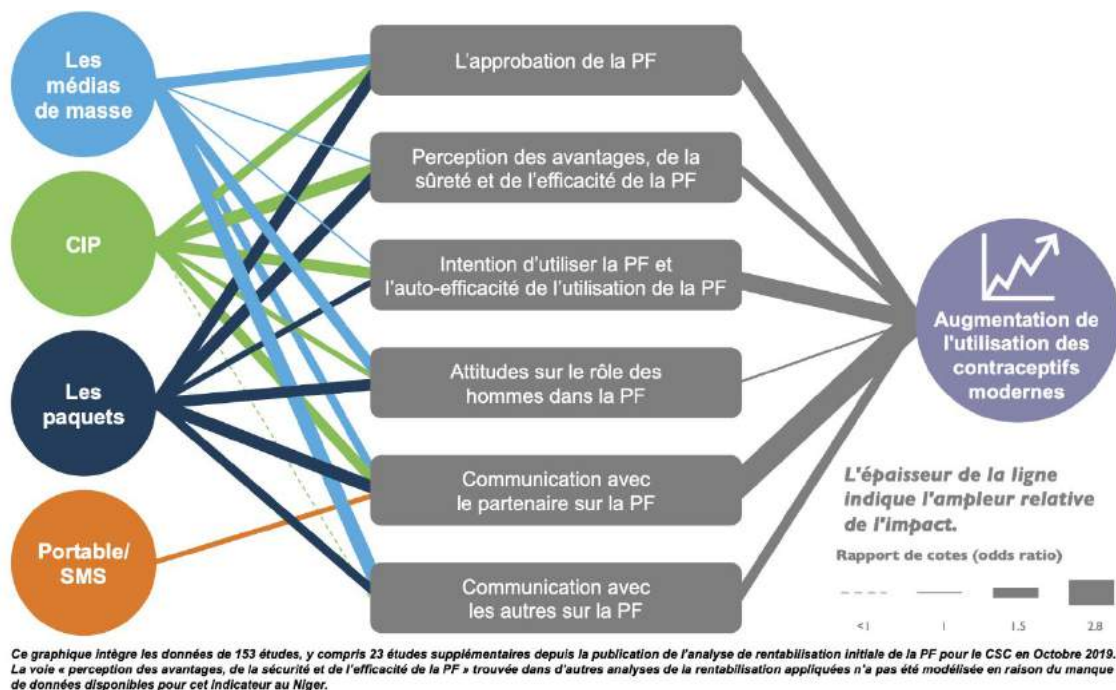 Les
médias
de masse
CIP
Les
paquets
Portable/
SMS
L'approbation de la PF
Perception des avantages, de la
sûreté et de l'efficacité de la PF
Intention d'utiliser la PF et
l'auto-efficacité de l'utilisation de la PF
Attitudes sur le rôle des
hommes dans la PF
Communication avec
le partenaire sur la PF
Communication avec
les autres sur la PF
Augmentation de
l'utilisation des
contraceptifs
modernes
L'épaisseur de la ligne
indique l'ampleur relative
de l'impact.
Rapport de cotes (odds ratio)
<1 1 1.5 2.8
Ce graphique intègre les données de 153 études, y compris 23 études supplémentaires depuis la publication de l'analyse de rentabilisation initiale de la PF pour le CSC en Octobre 2019.
La voie « perception des avantages, de la sécurité et de l'efficacité de la PF » trouvée dans d'autres analyses de la rentabilisation appliquées n'a pas été modélisée en raison du manque
de données disponibles pour cet Indicateur au Niger.